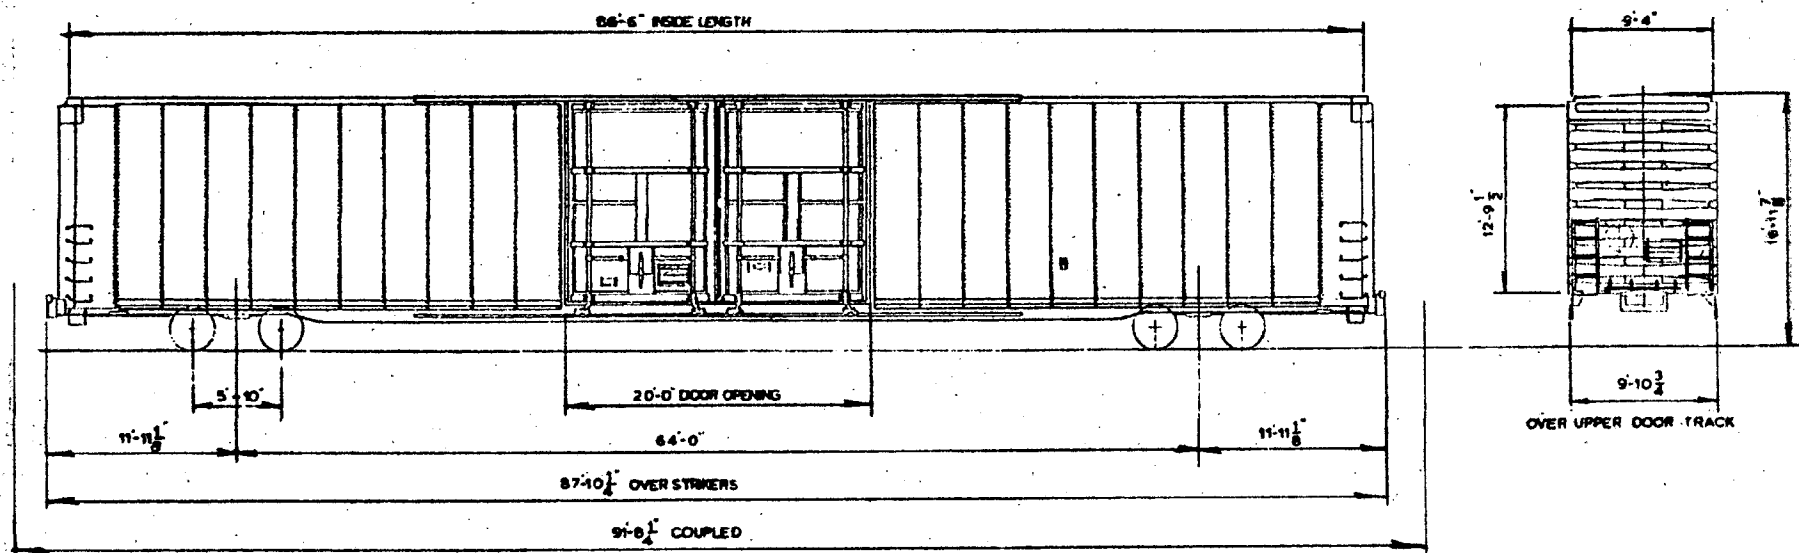 86'-6" INSIDE LENGTH
9'-4"
12'-9 1/2"
16'-11 7/8"
5'-10"
20'-0" DOOR OPENING
9'-10 3/4
OVER UPPER DOOR TRACK
11'-11 1/8"
64'-0"
11'-11 1/8"
87'-10 1/4" OVER STRIKERS
91'-8 1/4" COUPLED